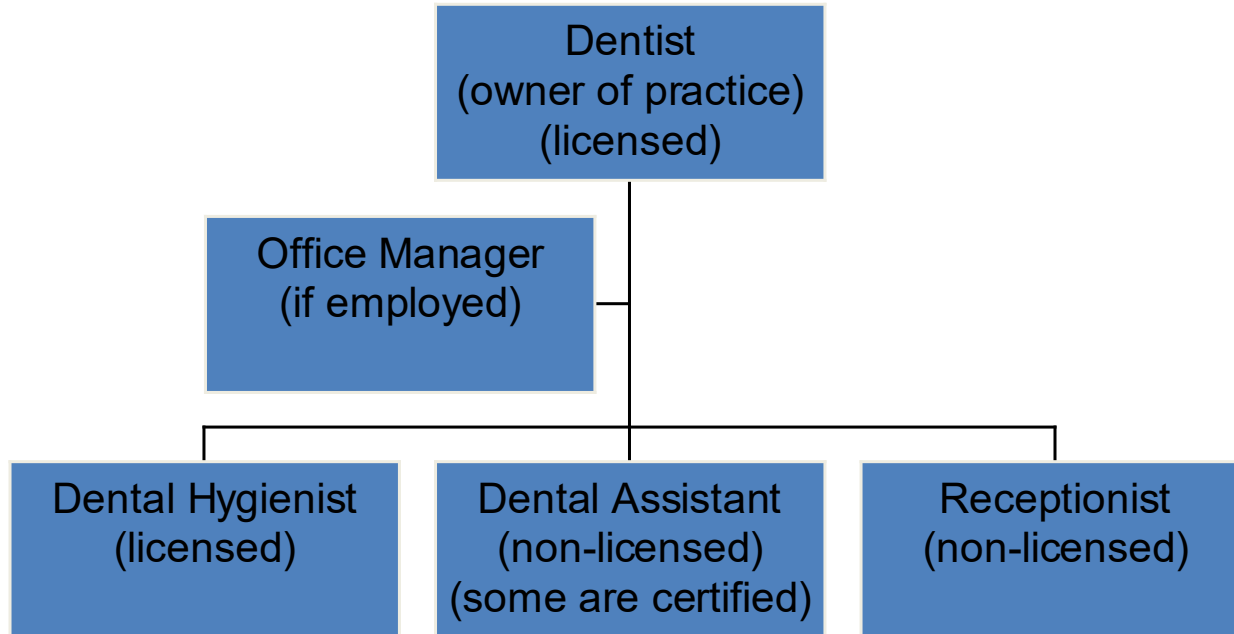 Dentist
(owner of practice)
(licensed)
Office Manager
(if employed)
Dental Hygienist
(licensed)
Dental Assistant
(non-licensed)
(some are certified)
Receptionist
(non-licensed)